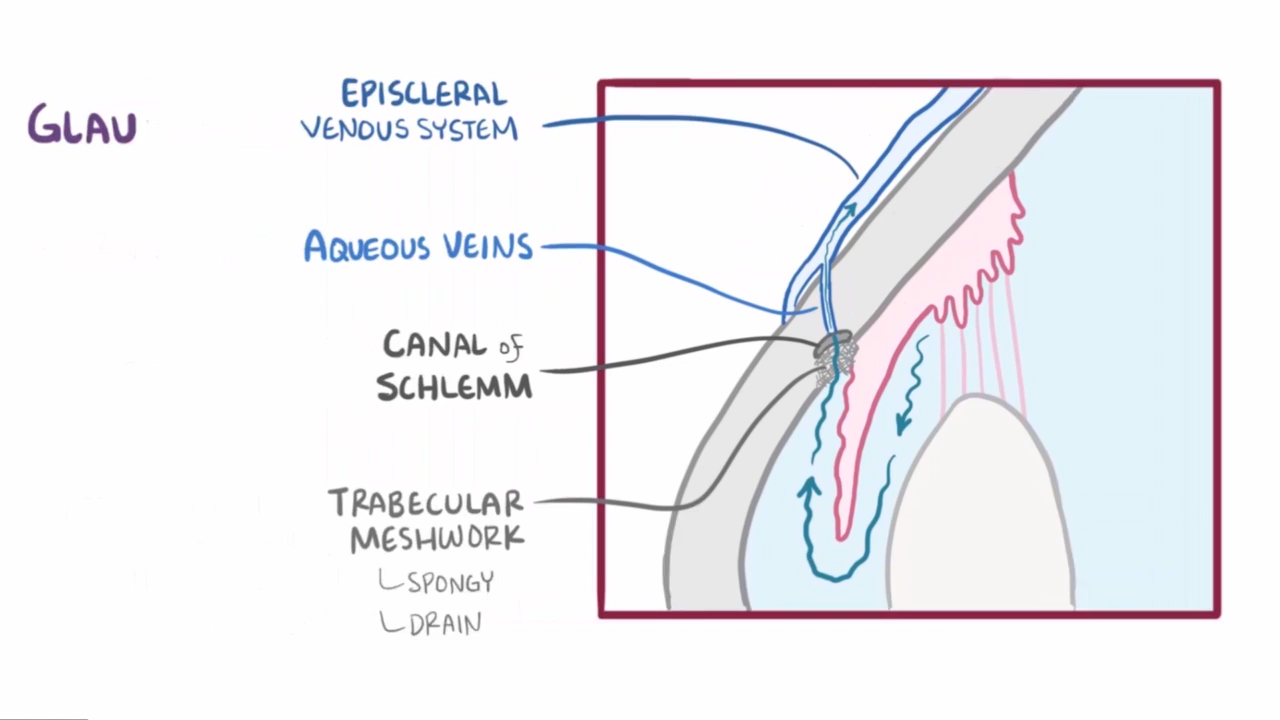 GLAU
EPISCLERAL
VENOUS SYSTEM
AQUEOUS VEINS
CANAL of
SCHLEMM
TRABECULAR
MESHWORK
SPONGY
DRAIN